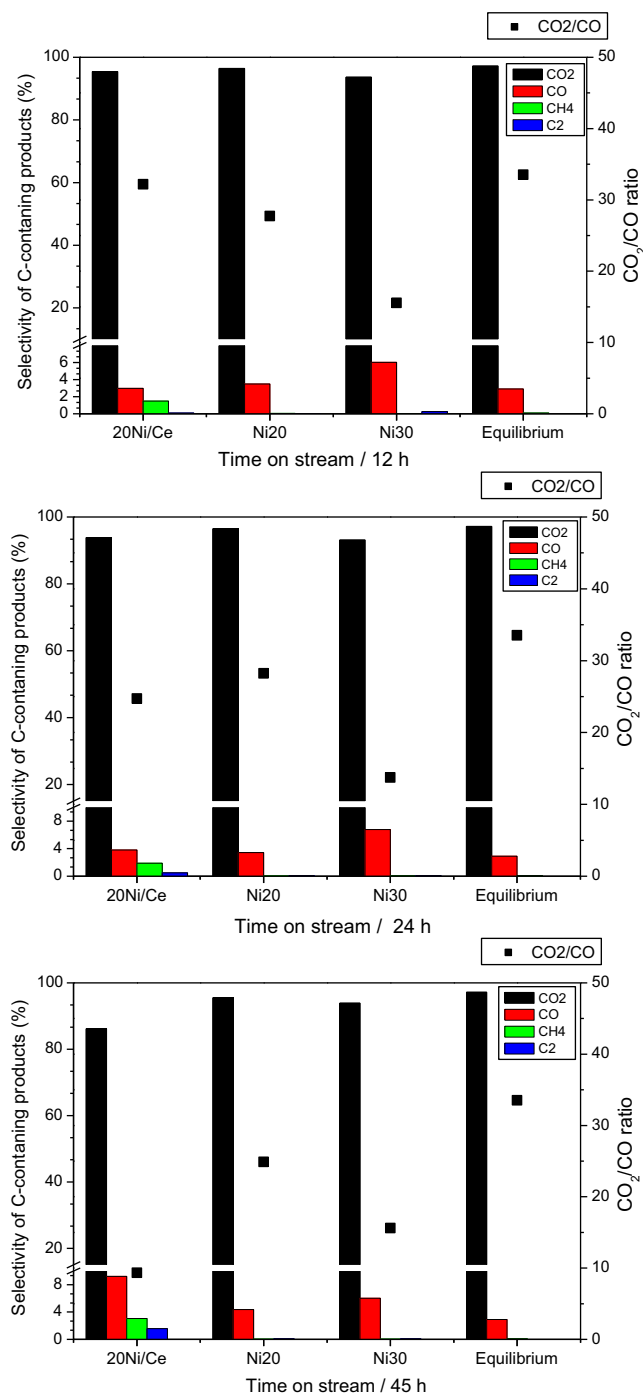 CO2/CO
Selectivity of C-contaning products (%)
100
80
60
40
20
6
4
2
0
50
40
30
20
10
0
CO₂/CO ratio
CO2
CO
CH4
C2
20Ni/Ce Ni20 Ni30 Equilibrium
Time on stream / 12 h
CO2/CO
Selectivity of C-contaning products (%)
100
80
60
40
20
8
4
0
50
40
30
20
10
0
CO₂/CO ratio
CO2
CO
CH4
C2
20Ni/Ce Ni20 Ni30 Equilibrium
Time on stream / 24 h
CO2/CO
Selectivity of C-contaning products (%)
100
80
60
40
20
8
4
0
50
40
30
20
10
0
CO₂/CO ratio
CO2
CO
CH4
C2
20Ni/Ce Ni20 Ni30 Equilibrium
Time on stream / 45 h